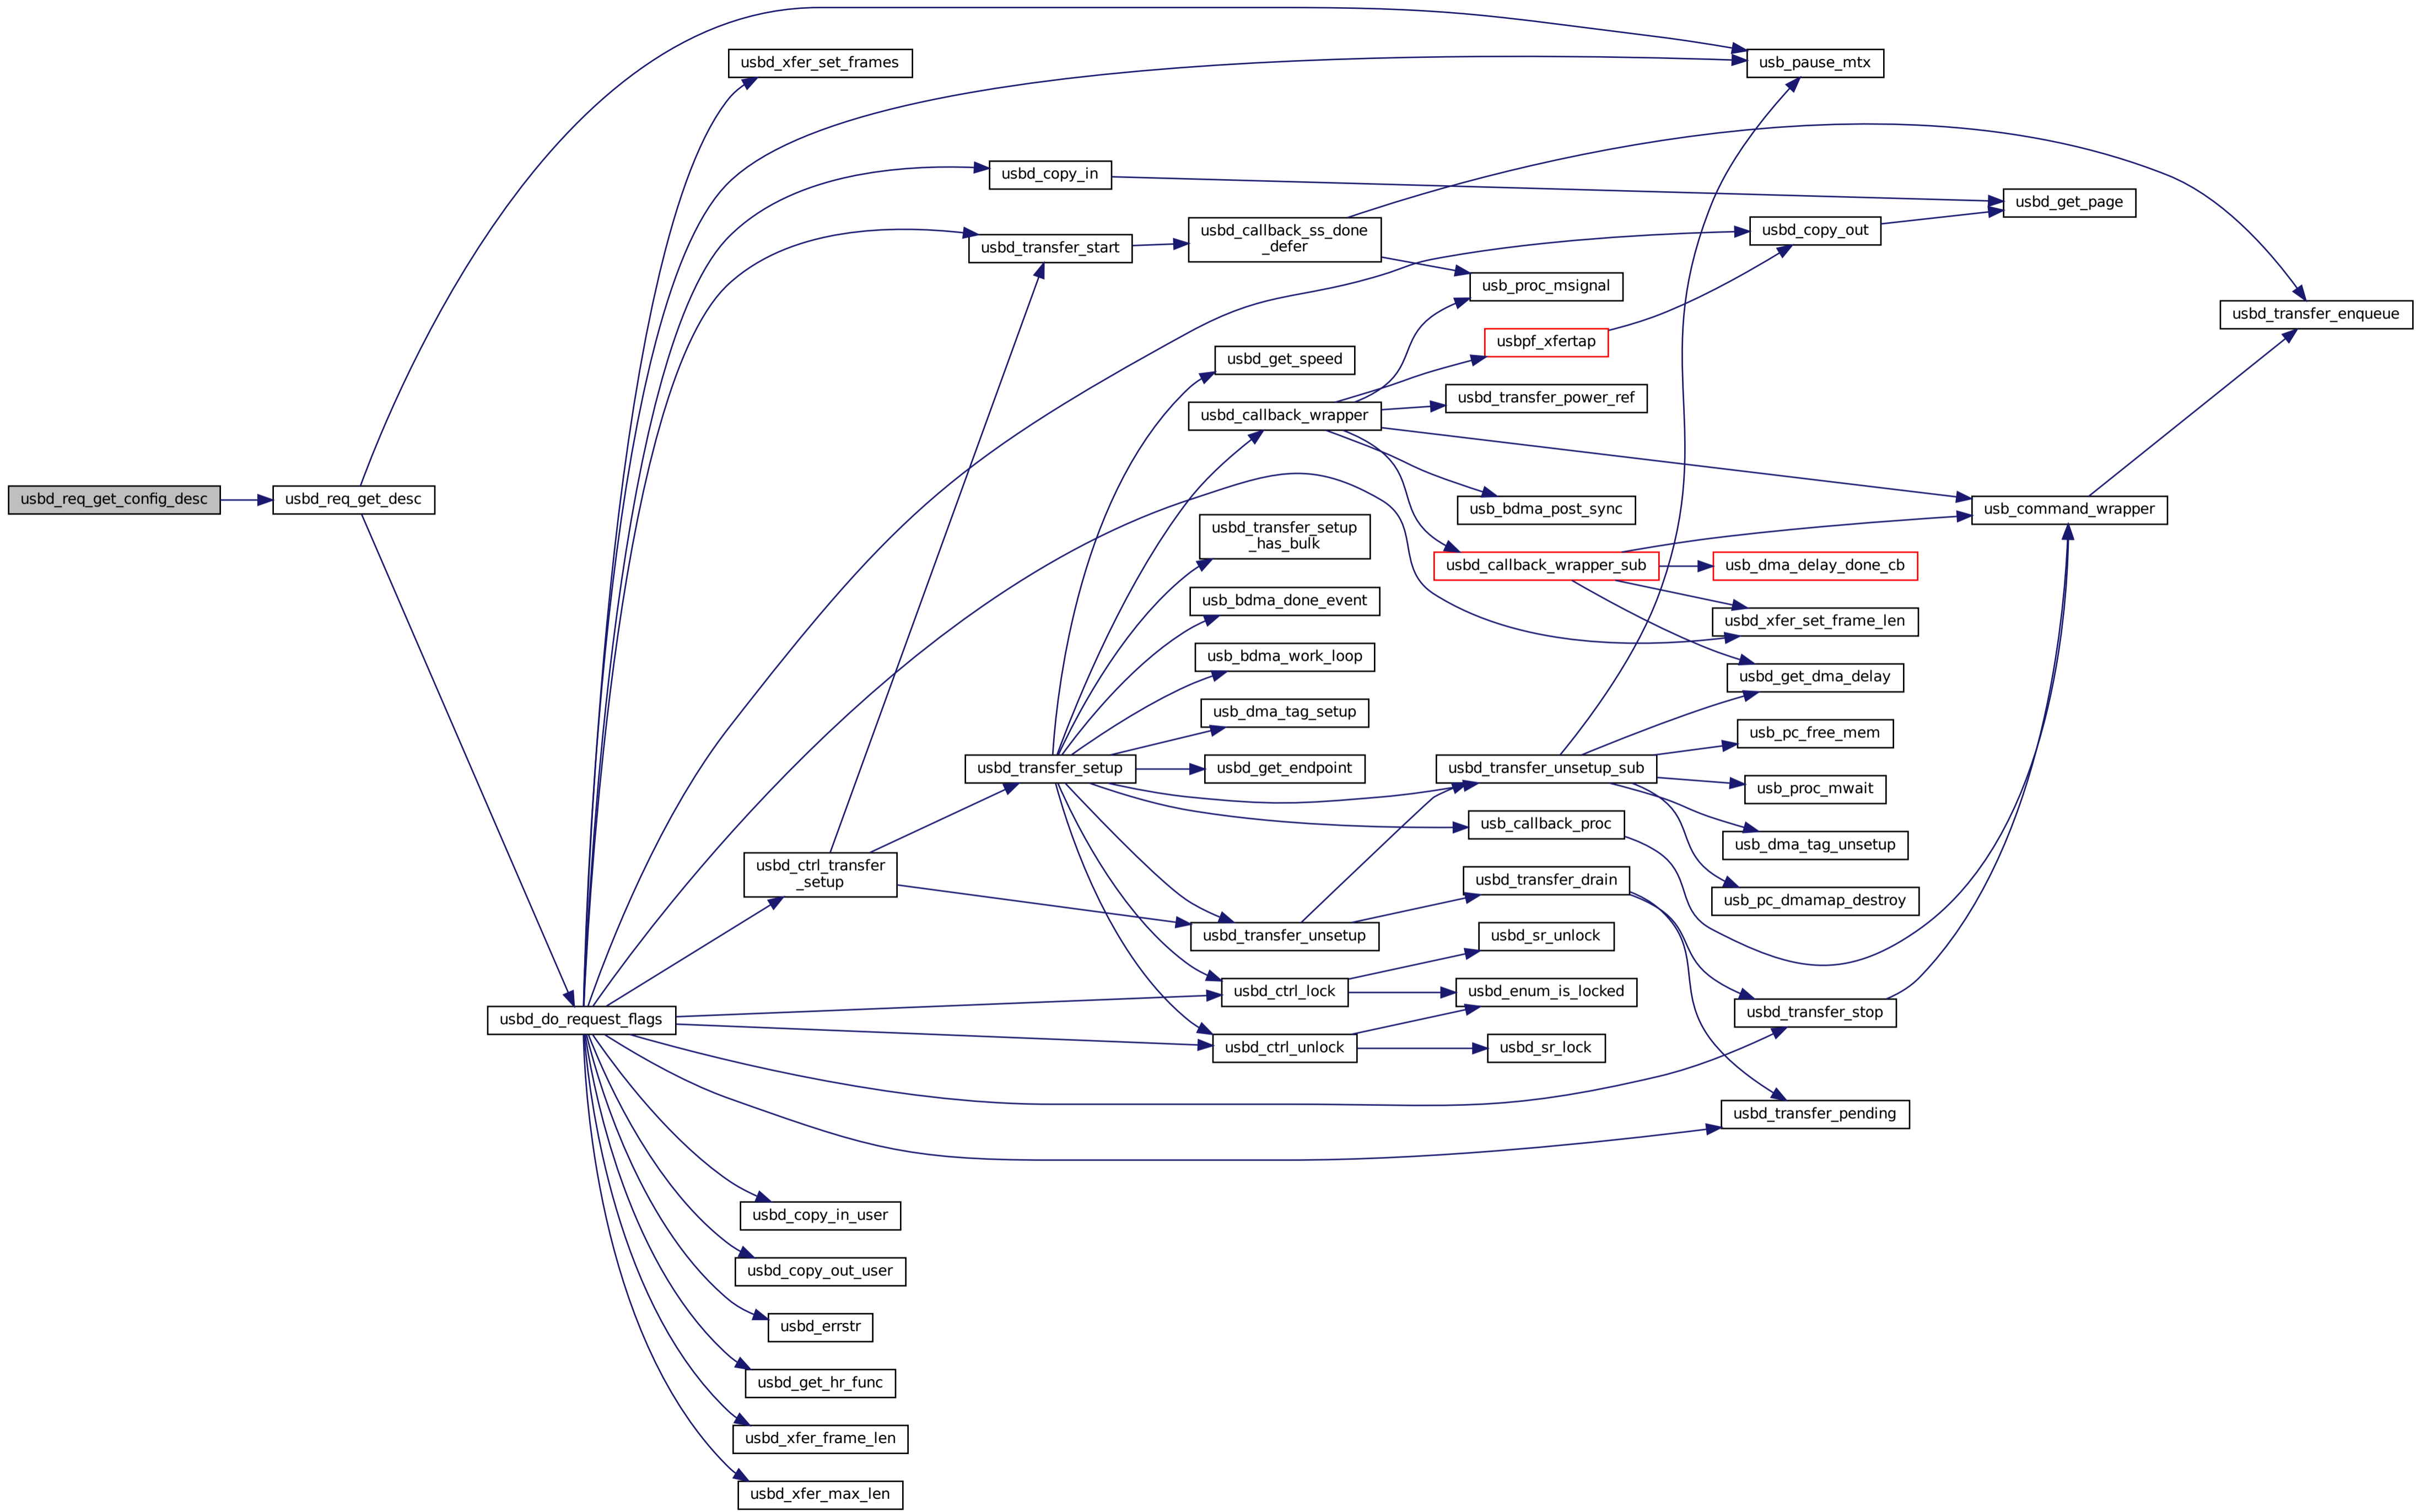 usb_pause_mtx
usbd_xfer_set_frames
usbd_copy_in
usbd_get_page
usbd_copy_out
usbd_callback_ss_done
_defer
usbd_transfer_start
usb_proc_msignal
usbd_transfer_enqueue
usbpf_xfertap
usbd_get_speed
usbd_transfer_power_ref
usbd_callback_wrapper
usbd_req_get_config_desc
usbd_req_get_desc
usb_bdma_post_sync
usb_command_wrapper
usbd_transfer_setup
_has_bulk
usbd_callback_wrapper_sub
usb_dma_delay_done_cb
usb_bdma_done_event
usbd_xfer_set_frame_len
usb_bdma_work_loop
usbd_get_dma_delay
usb_dma_tag_setup
usb_pc_free_mem
usbd_transfer_setup
usbd_get_endpoint
usbd_transfer_unsetup_sub
usb_proc_mwait
usb_callback_proc
usb_dma_tag_unsetup
usbd_ctrl_transfer
_setup
usbd_transfer_drain
usb_pc_dmamap_destroy
usbd_transfer_unsetup
usbd_sr_unlock
usbd_ctrl_lock
usbd_enum_is_locked
usbd_transfer_stop
usbd_do_request_flags
usbd_ctrl_unlock
usbd_sr_lock
usbd_transfer_pending
usbd_copy_in_user
usbd_copy_out_user
usbd_errstr
usbd_get_hr_func
usbd_xfer_frame_len
usbd_xfer_max_len